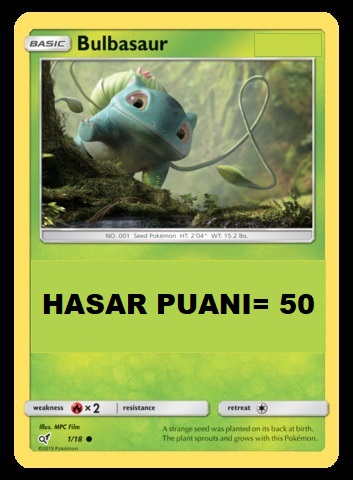 BASIC Bulbasaur
NO. 001 Seed Pokémon HT: 2'04" WT: 15.2 lbs.
HASAR PUANI= 50
weakness × 2 resistance retreat
Illus. MPC Film
1/18
©2019 Pokémon
A strange seed was planted on its back at birth.
The plant sprouts and grows with this Pokémon.